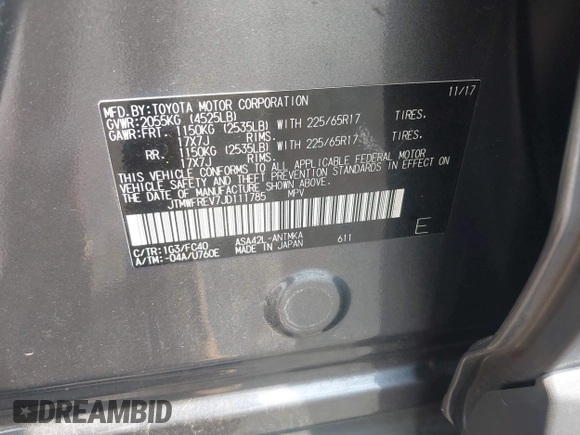 MFD.BY:TOYOTA MOTOR CORPORATION 11/17
GVWR:2055KG (4525LB)
GAWR:FRT. 1150KG (2535LB) WITH 225/65R17 TIRES.
17X7J RIMS.
RR. 1150KG (2535LB) WITH 225/65R17 TIRES.
17X7J RIMS.
THIS VEHICLE CONFORMS TO ALL APPLICABLE FEDERAL MOTOR
VEHICLE SAFETY AND THEFT PREVENTION STANDARDS IN EFFECT ON
THE DATE OF MANUFACTURE SHOWN ABOVE.
JTMWFREV7JD111785 MPV
C/TR:1G3/FC40 ASA42L-ANTMKA 611 E
A/TM:-04A/U760E MADE IN JAPAN
DREAMBID